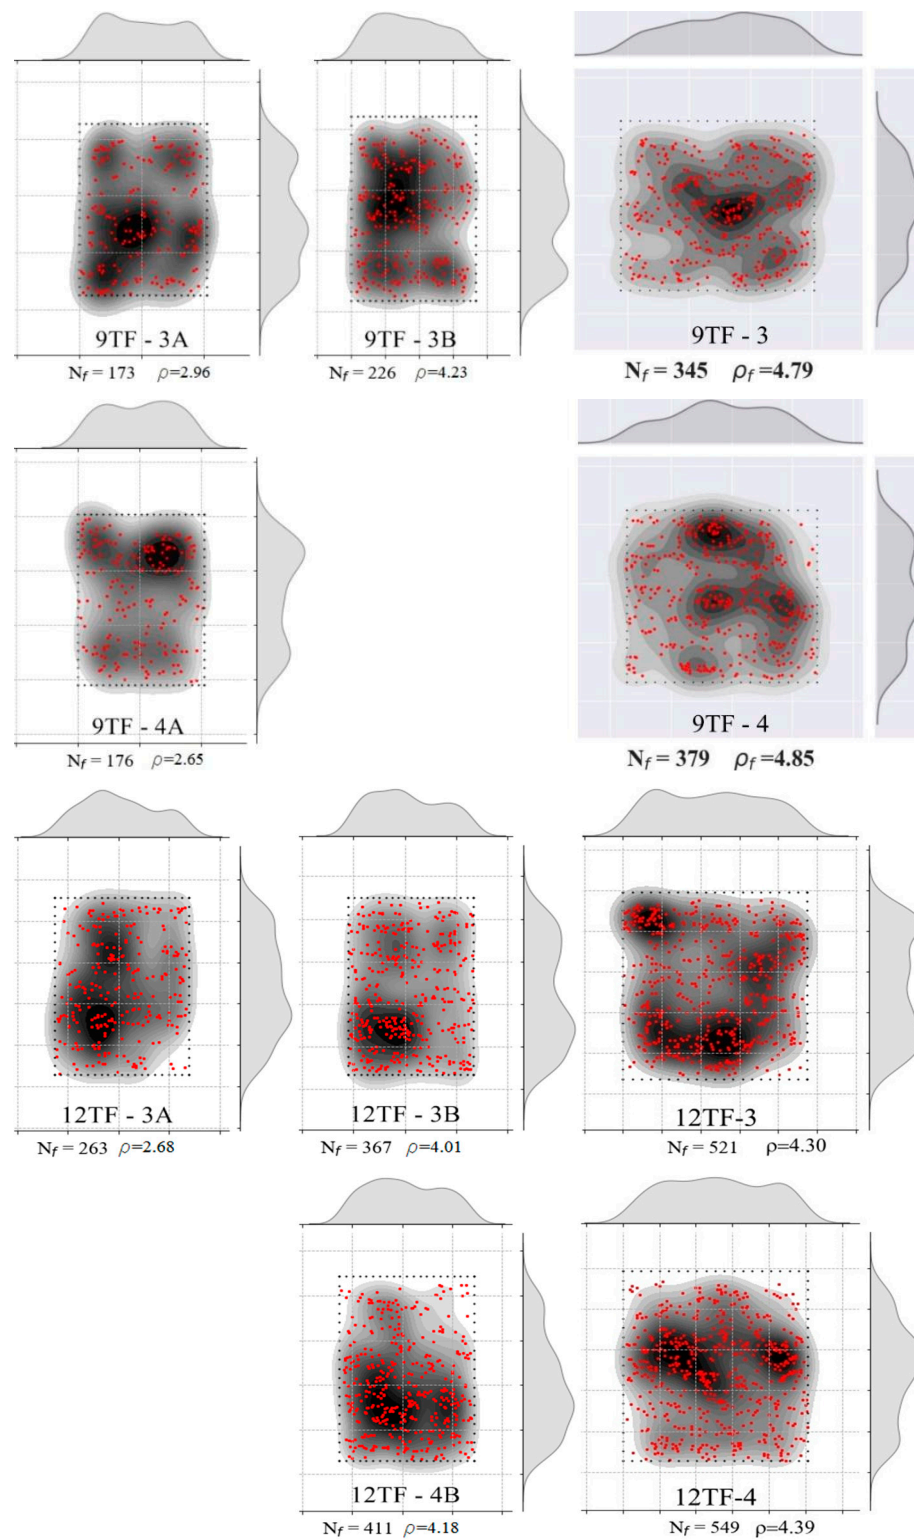 9TF - 3A
9TF - 3B
9TF - 3
N_f = 173 ρ=2.96
N_f = 226 ρ=4.23
N_f = 345 ρ_f=4.79
9TF - 4A
9TF - 4
N_f = 176 ρ=2.65
N_f = 379 ρ_f=4.85
12TF - 3A
12TF - 3B
12TF-3
N_f = 263 ρ=2.68
N_f = 367 ρ=4.01
N_f = 521 ρ=4.30
12TF - 4B
12TF-4
N_f = 411 ρ=4.18
N_f = 549 ρ=4.39